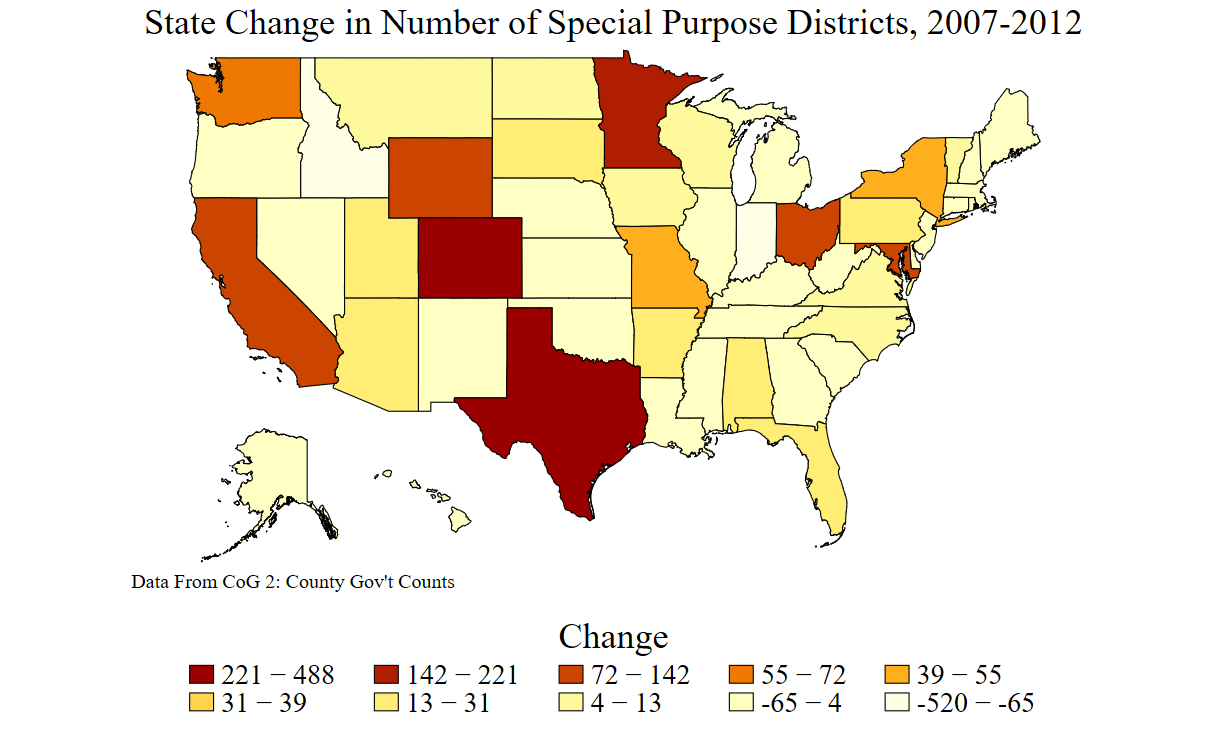 State Change in Number of Special Purpose Districts, 2007-2012
Data From CoG 2: County Gov't Counts
Change
221 − 488 142 − 221 72 − 142 55 − 72 39 − 55
31 − 39 13 − 31 4 − 13 -65 − 4 -520 − -65